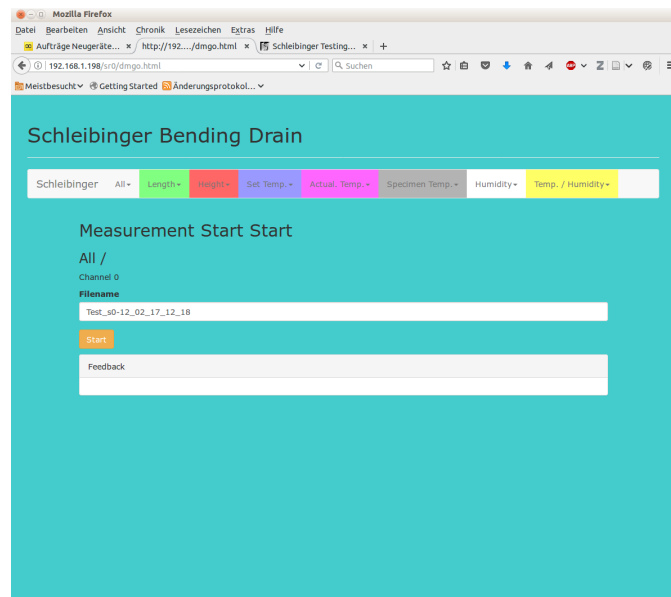 Mozilla Firefox
Datei Bearbeiten Ansicht Chronik Lesezeichen Extras Hilfe
Aufträge Neugeräte... × http://192..../dmgo.html × Schleibinger Testing... × +
192.168.1.198/sr0/dmgo.html Suchen
Meistbesucht Getting Started Änderungsprotokol...
Schleibinger Bending Drain
Schleibinger All Length Height Set Temp. Actual. Temp. Specimen Temp. Humidity Temp. / Humidity
Measurement Start Start
All /
Channel 0
Filename
Test_s0-12_02_17_12_18
Start
Feedback